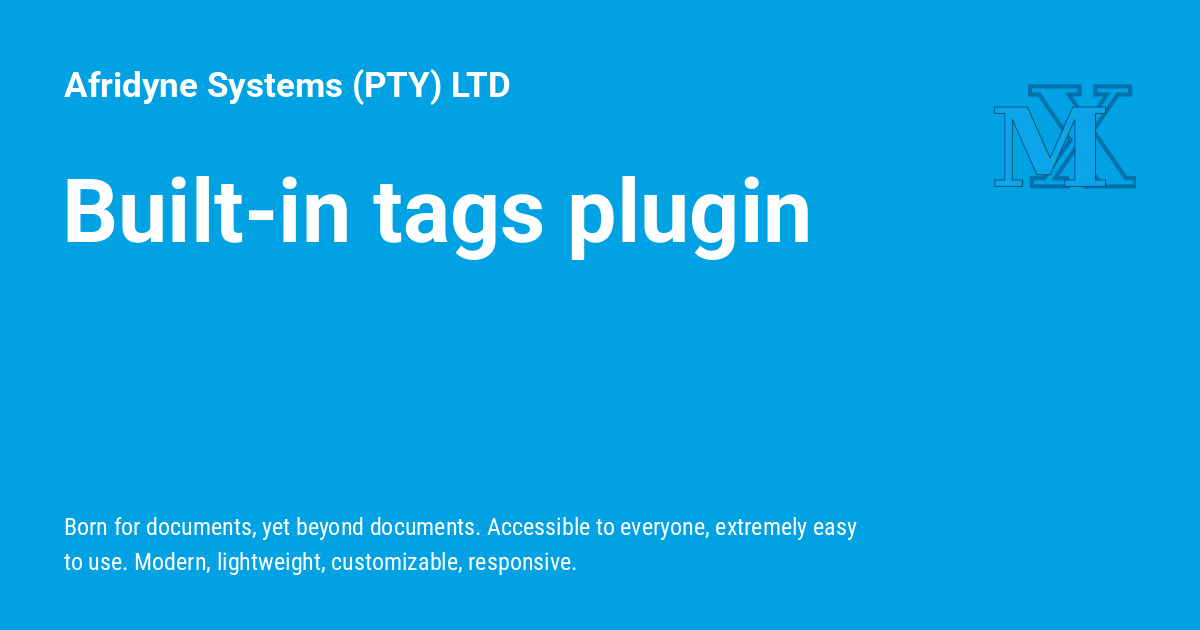 Afridyne Systems (PTY) LTD
MX
Built-in tags plugin
Born for documents, yet beyond documents. Accessible to everyone, extremely easy
to use. Modern, lightweight, customizable, responsive.